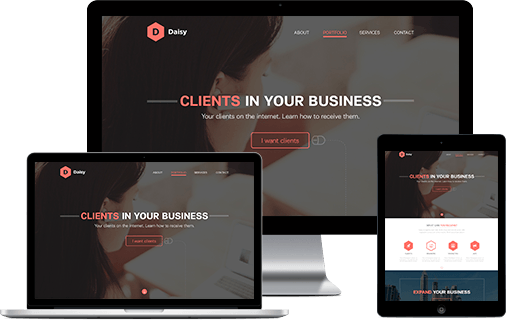 D Daisy
ABOUT PORTFOLIO SERVICES CONTACT
CLIENTS IN YOUR BUSINESS
Your clients on the internet. Learn how to receive them.
I want clients
D Daisy
ABOUT PORTFOLIO SERVICES CONTACT
CLIENTS IN YOUR BUSINESS
Your clients on the internet. Learn how to receive them.
I want clients
Daisy
CLIENTS IN YOUR BUSINESS
EXPAND YOUR BUSINESS